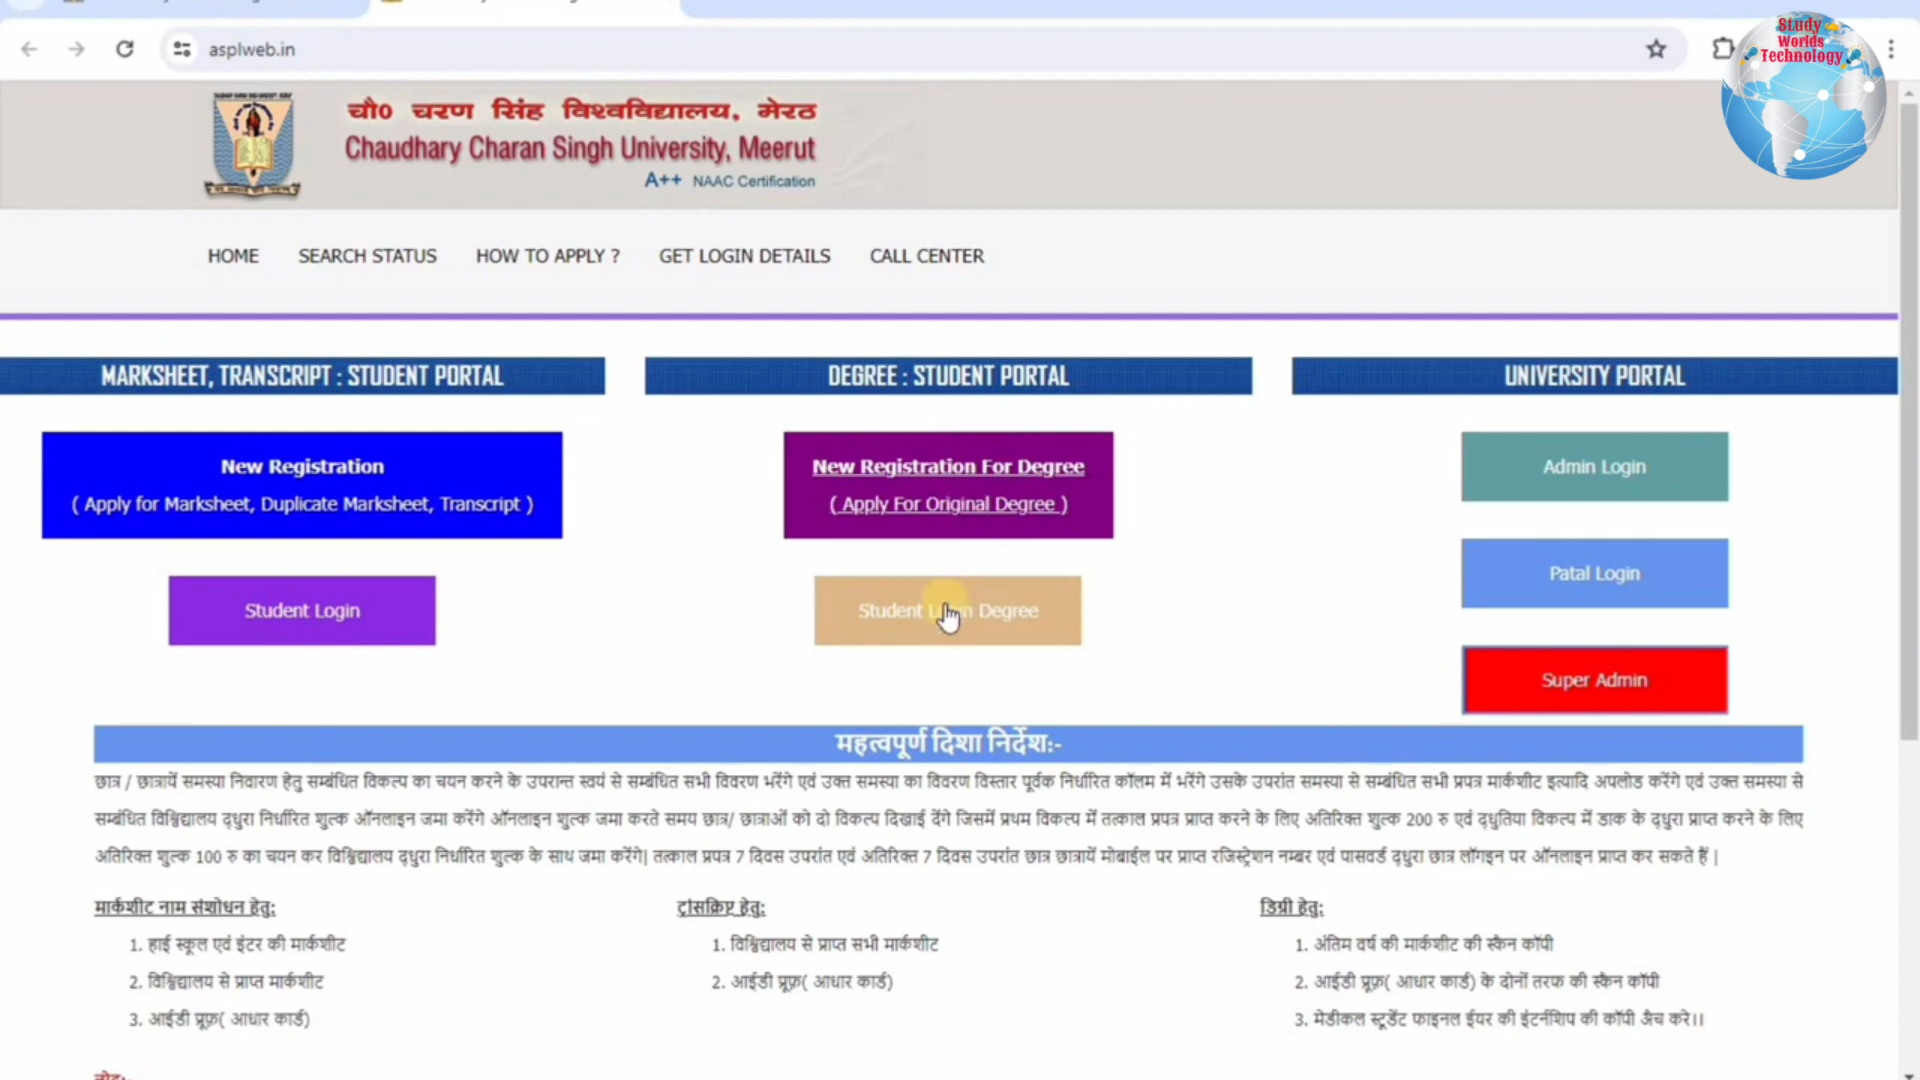 asplweb.in
Study
Worlds
Technology
चौ० चरण सिंह विश्वविद्यालय, मेरठ
Chaudhary Charan Singh University, Meerut
A++ NAAC Certification
HOME SEARCH STATUS HOW TO APPLY ? GET LOGIN DETAILS CALL CENTER
MARKSHEET, TRANSCRIPT : STUDENT PORTAL
DEGREE : STUDENT PORTAL
UNIVERSITY PORTAL
New Registration
( Apply for Marksheet, Duplicate Marksheet, Transcript )
Student Login
New Registration For Degree
( Apply For Original Degree )
Student Login Degree
Admin Login
Patal Login
Super Admin
महत्वपूर्ण दिशा निर्देश:-
छात्र / छात्रायें समस्या निवारण हेतु सम्बंधित विकल्प का चयन करने के उपरान्त स्वयं से सम्बंधित सभी विवरण भरेंगे एवं उक्त समस्या का विवरण विस्तार पूर्वक निर्धारित कॉलम में भरेंगे उसके उपरांत समस्या से सम्बंधित सभी प्रपत्र मार्कशीट इत्यादि अपलोड करेंगे एवं उक्त समस्या से
सम्बंधित विश्विद्यालय द्धुरा निर्धारित शुल्क ऑनलाइन जमा करेंगे ऑनलाइन शुल्क जमा करते समय छात्र/ छात्राओं को दो विकल्प दिखाई देंगे जिसमें प्रथम विकल्प में तत्काल प्रपत्र प्राप्त करने के लिए अतिरिक्त शुल्क 200 रु एवं द्धुतिया विकल्प में डाक के द्धुरा प्राप्त करने के लिए
अतिरिक्त शुल्क 100 रु का चयन कर विश्विद्यालय द्धुरा निर्धारित शुल्क के साथ जमा करेंगे| तत्काल प्रपत्र 7 दिवस उपरांत एवं अतिरिक्त 7 दिवस उपरांत छात्र छात्रायें मोबाईल पर प्राप्त रजिस्ट्रेशन नम्बर एवं पासवर्ड द्धुरा छात्र लॉगइन पर ऑनलाइन प्राप्त कर सकते हैं |
मार्कशीट नाम संशोधन हेतु:
1. हाई स्कूल एवं इंटर की मार्कशीट
2. विश्विद्यालय से प्राप्त मार्कशीट
3. आईडी प्रूफ़( आधार कार्ड)
ट्रांसक्रिप्ट हेतु:
1. विश्विद्यालय से प्राप्त सभी मार्कशीट
2. आईडी प्रूफ़( आधार कार्ड)
डिग्री हेतु:
1. अंतिम वर्ष की मार्कशीट की स्कैन कॉपी
2. आईडी प्रूफ़( आधार कार्ड) के दोनों तरफ की स्कैन कॉपी
3. मेडीकल स्टूडेंट फाइनल ईयर की इंटर्नशिप की कॉपी अैच करे।।